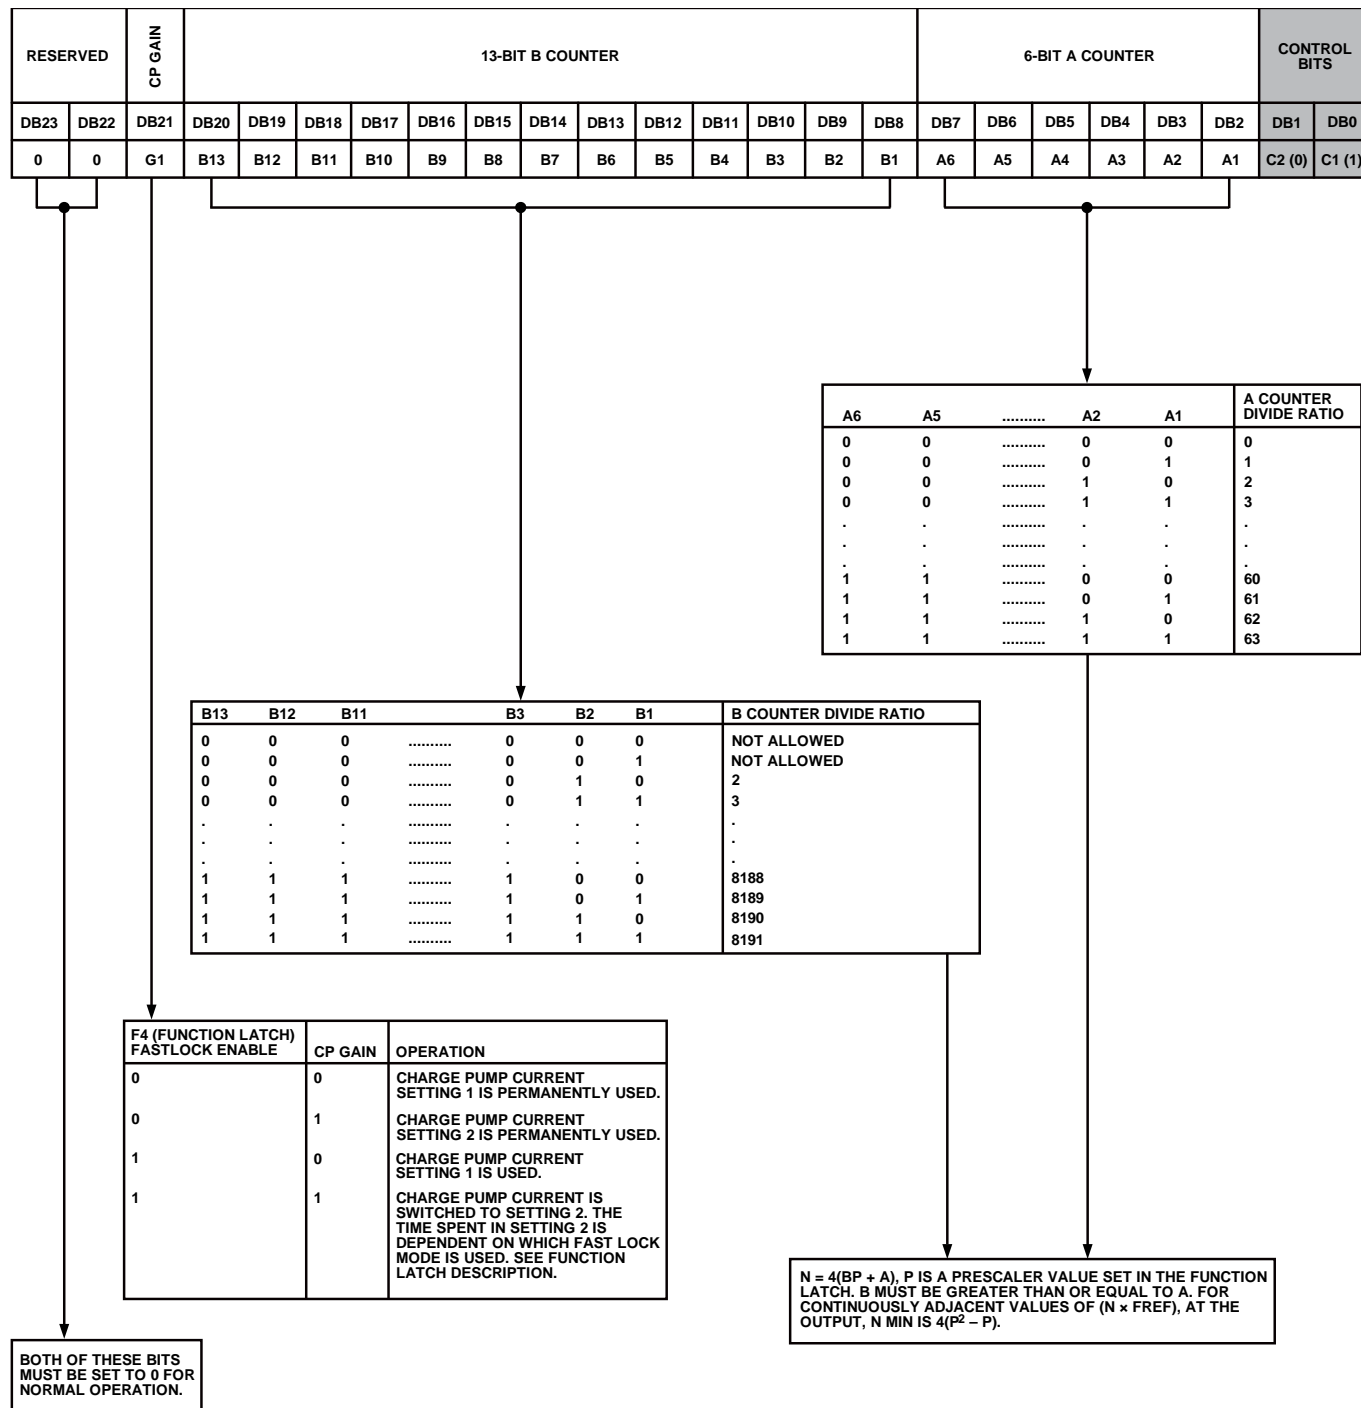 RESERVED CP GAIN 13-BIT B COUNTER 6-BIT A COUNTER CONTROL BITS
DB23 DB22 DB21 DB20 DB19 DB18 DB17 DB16 DB15 DB14 DB13 DB12 DB11 DB10 DB9 DB8 DB7 DB6 DB5 DB4 DB3 DB2 DB1 DB0
0 0 G1 B13 B12 B11 B10 B9 B8 B7 B6 B5 B4 B3 B2 B1 A6 A5 A4 A3 A2 A1 C2 (0) C1 (1)
A6 A5 .......... A2 A1 A COUNTER DIVIDE RATIO
0 0 .......... 0 0 0
0 0 .......... 0 1 1
0 0 .......... 1 0 2
0 0 .......... 1 1 3
. . .......... . . .
. . .......... . . .
. . .......... . . .
1 1 .......... 0 0 60
1 1 .......... 0 1 61
1 1 .......... 1 0 62
1 1 .......... 1 1 63
B13 B12 B11 B3 B2 B1 B COUNTER DIVIDE RATIO
0 0 0 .......... 0 0 0 NOT ALLOWED
0 0 0 .......... 0 0 1 NOT ALLOWED
0 0 0 .......... 0 1 0 2
0 0 0 .......... 0 1 1 3
. . . .......... . . . .
. . . .......... . . . .
. . . .......... . . . .
1 1 1 .......... 1 0 0 8188
1 1 1 .......... 1 0 1 8189
1 1 1 .......... 1 1 0 8190
1 1 1 .......... 1 1 1 8191
F4 (FUNCTION LATCH)
FASTLOCK ENABLE CP GAIN OPERATION
0 0 CHARGE PUMP CURRENT
SETTING 1 IS PERMANENTLY USED.
0 1 CHARGE PUMP CURRENT
SETTING 2 IS PERMANENTLY USED.
1 0 CHARGE PUMP CURRENT
SETTING 1 IS USED.
1 1 CHARGE PUMP CURRENT IS
SWITCHED TO SETTING 2. THE
TIME SPENT IN SETTING 2 IS
DEPENDENT ON WHICH FAST LOCK
MODE IS USED. SEE FUNCTION
LATCH DESCRIPTION.
N = 4(BP + A), P IS A PRESCALER VALUE SET IN THE FUNCTION
LATCH. B MUST BE GREATER THAN OR EQUAL TO A. FOR
CONTINUOUSLY ADJACENT VALUES OF (N × FREF), AT THE
OUTPUT, N MIN IS 4(P² – P).
BOTH OF THESE BITS
MUST BE SET TO 0 FOR
NORMAL OPERATION.